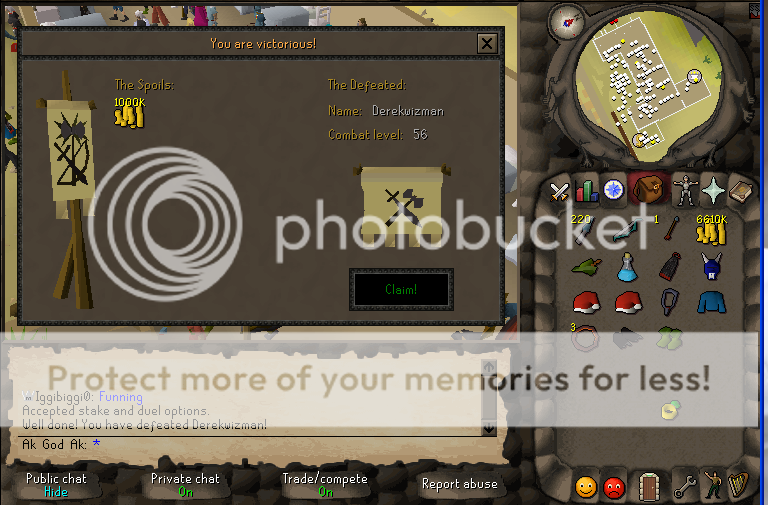 You are victorious!
The Spoils:
1000K
The Defeated:
Name: Derekwizman
Combat level: 56
Claim!
220
1
6610K
3
photobucket
Protect more of your memories for less!
Iggibiggi0: Funning
Accepted stake and duel options.
Well done! You have defeated Derekwizman!
Ak God Ak: *
Public chat
Hide
Private chat
On
Trade/compete
On
Report abuse